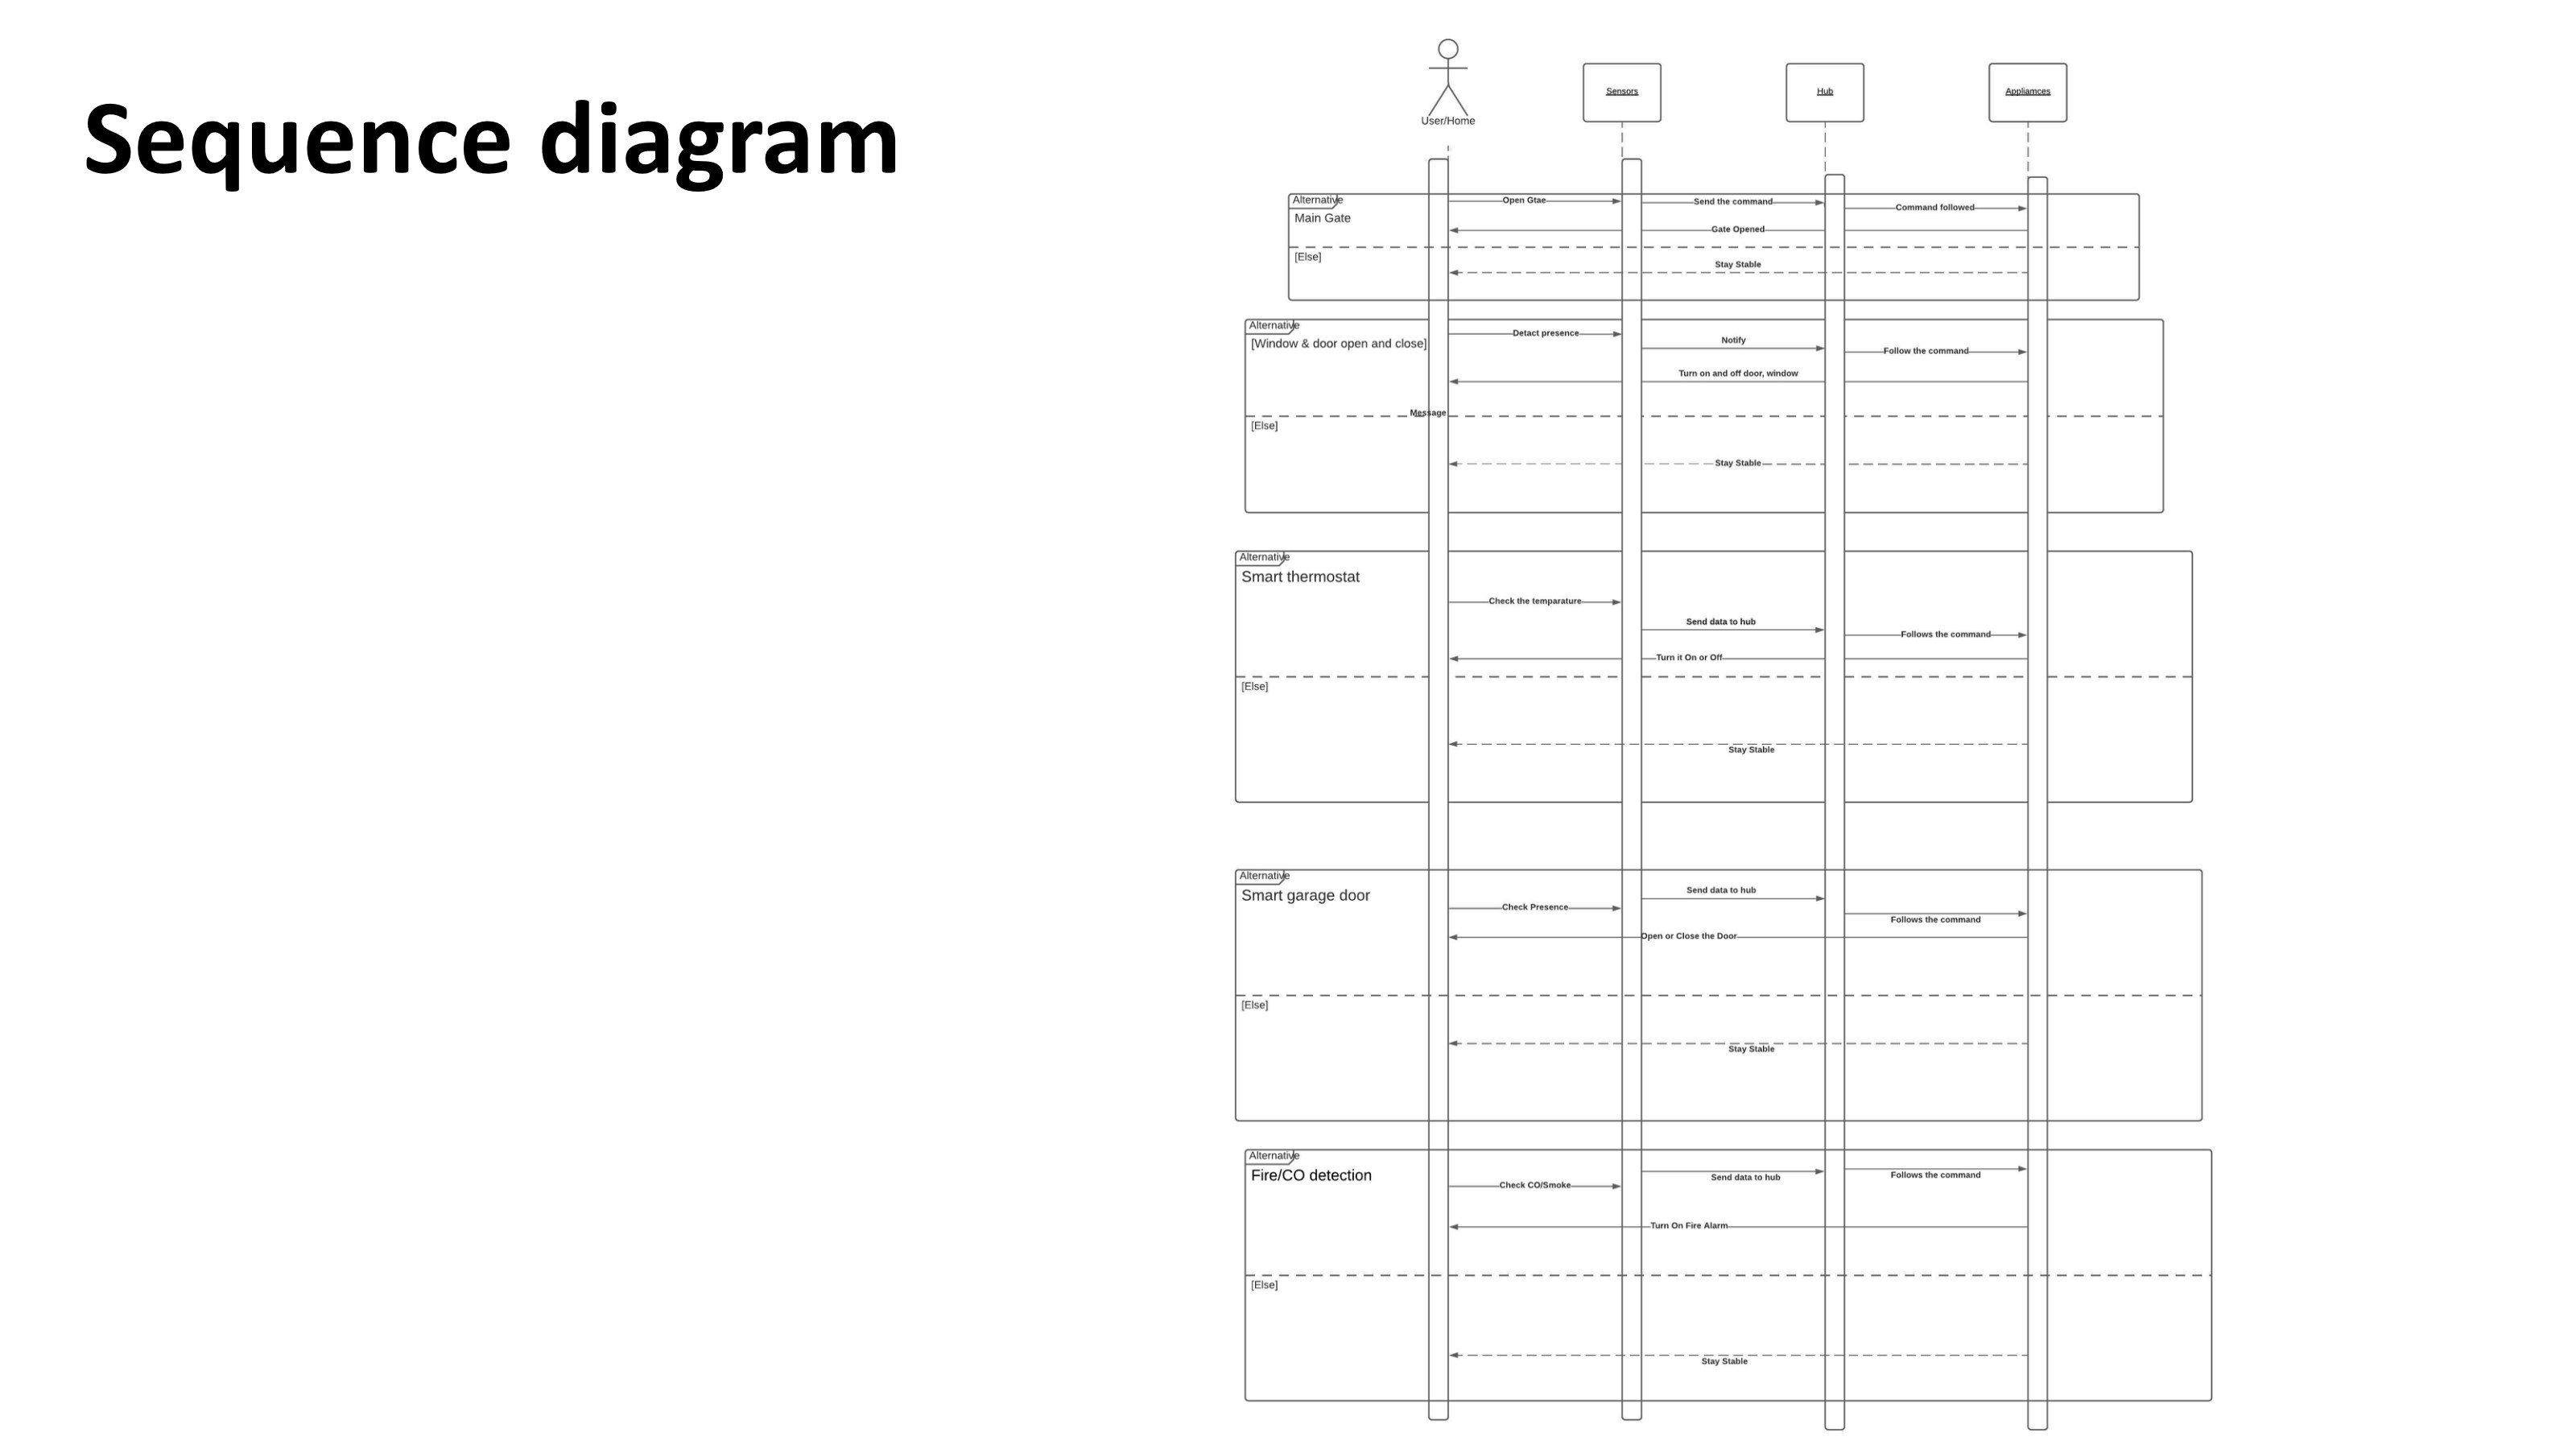 Sequence diagram
User/Home
Sensors
Hub
Appliamces
Alternative
Main Gate
Open Gtae
Send the command
Command followed
Gate Opened
[Else]
Stay Stable
Alternative
[Window & door open and close]
Detact presence
Notify
Follow the command
Turn on and off door, window
Message
[Else]
Stay Stable
Alternative
Smart thermostat
Check the temparature
Send data to hub
Follows the command
Turn it On or Off
[Else]
Stay Stable
Alternative
Smart garage door
Send data to hub
Check Presence
Follows the command
Open or Close the Door
[Else]
Stay Stable
Alternative
Fire/CO detection
Send data to hub
Follows the command
Check CO/Smoke
Turn On Fire Alarm
[Else]
Stay Stable